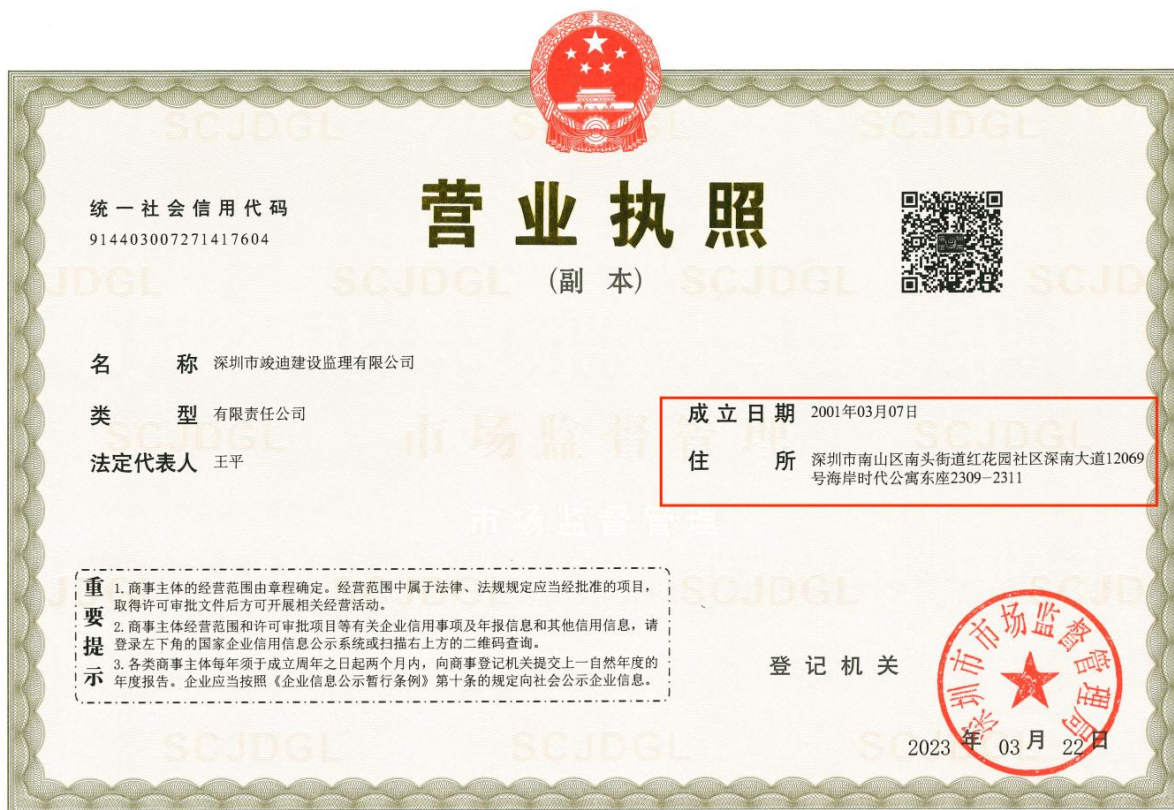 统一社会信用代码
914403007271417604
营业执照
(副 本)
名 称 深圳市竣迪建设监理有限公司
类 型 有限责任公司
法定代表人 王平
成立日期 2001年03月07日
住 所 深圳市南山区南头街道红花园社区深南大道12069
号海岸时代公寓东座2309-2311
重要提示
1.商事主体的经营范围由章程确定。经营范围中属于法律、法规规定应当经批准的项目，
取得许可审批文件后方可开展相关经营活动。
2.商事主体经营范围和许可审批项目等有关企业信用事项及年报信息和其他信用信息，请
登录左下角的国家企业信用信息公示系统或扫描右上方的二维码查询。
3.各类商事主体每年须于成立周年之日起两个月内，向商事登记机关提交上一自然年度的
年度报告。企业应当按照《企业信息公示暂行条例》第十条的规定向社会公示企业信息。
登记机关
深圳市市场监督管理局
2023 年 03 月 22 日
SCJDGL
市场监督管理